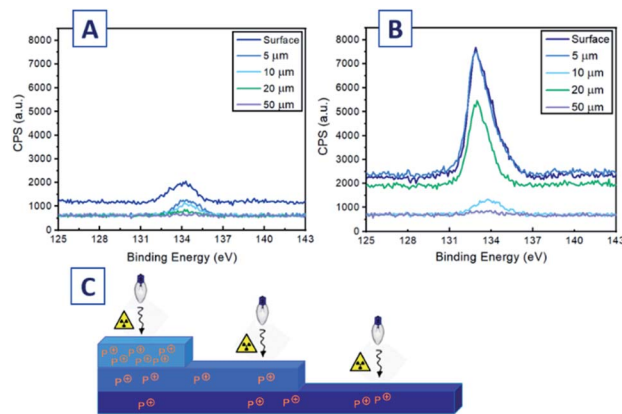 A
B
Surface
5 μm
10 μm
20 μm
50 μm
Surface
5 μm
10 μm
20 μm
50 μm
CPS (a.u.)
8000
7000
6000
5000
4000
3000
2000
1000
0
CPS (a.u.)
8000
7000
6000
5000
4000
3000
2000
1000
0
125 128 131 134 137 140 143
125 128 131 134 137 140 143
Binding Energy (eV)
Binding Energy (eV)
C
P+ P+ P+ P+
P+ P+ P+
P+ P+ P+ P+
P+ P+ P+ P+ P+